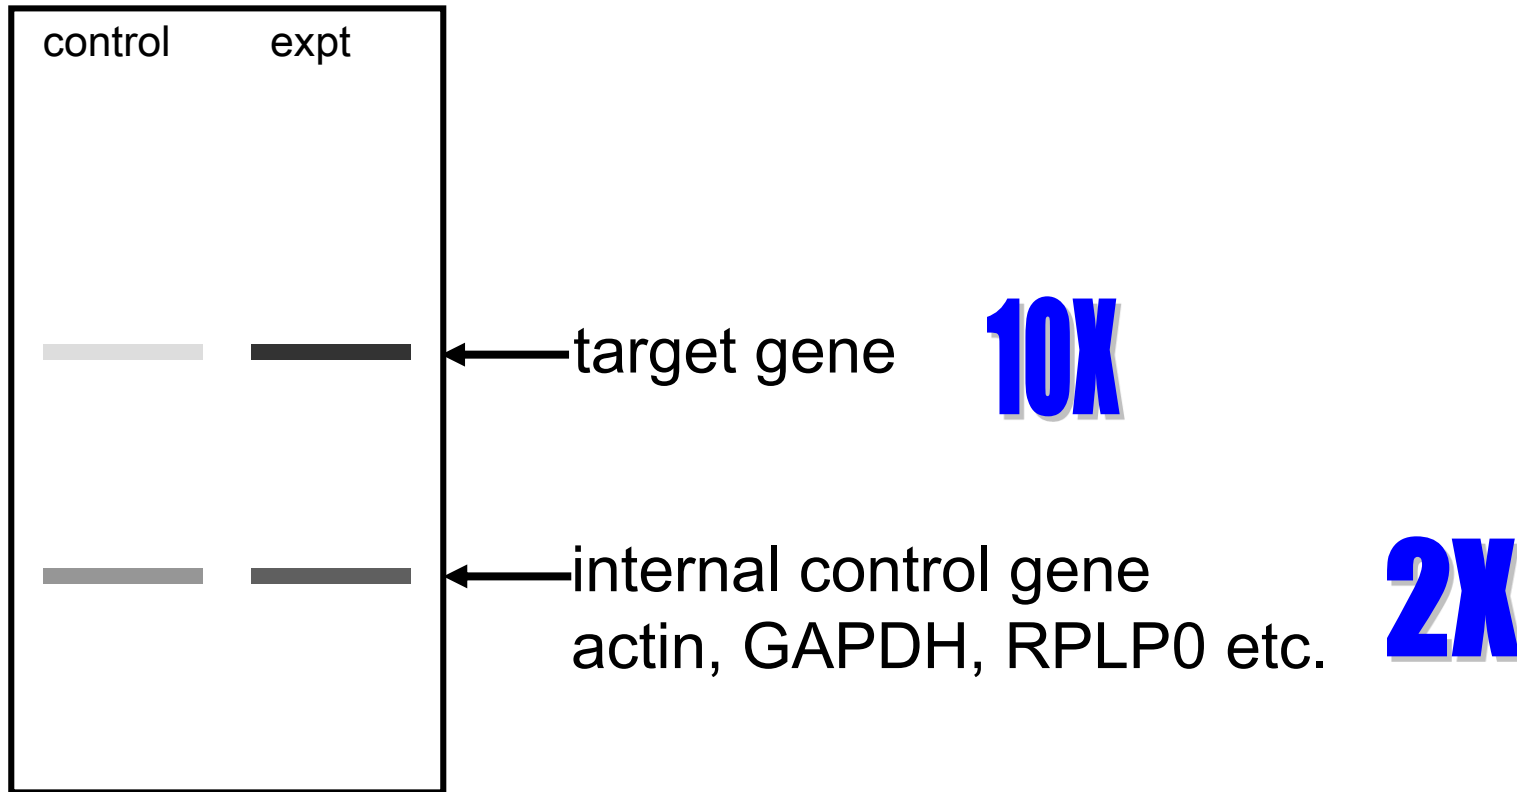 control expt
target gene 10X
internal control gene
actin, GAPDH, RPLP0 etc. 2X